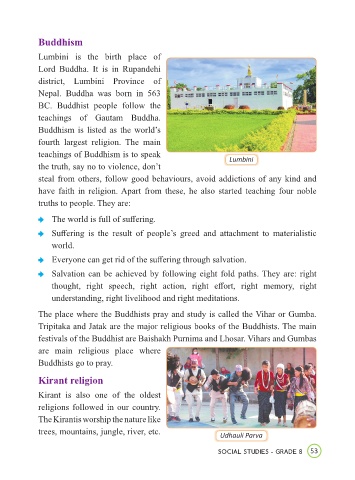 Buddhism
Lumbini is the birth place of
Lord Buddha. It is in Rupandehi
district, Lumbini Province of
Nepal. Buddha was born in 563
BC. Buddhist people follow the
teachings of Gautam Buddha.
Buddhism is listed as the world's
fourth largest religion. The main
teachings of Buddhism is to speak
the truth, say no to violence, don't
Lumbini
steal from others, follow good behaviours, avoid addictions of any kind and
have faith in religion. Apart from these, he also started teaching four noble
truths to people. They are:
The world is full of suffering.
Suffering is the result of people's greed and attachment to materialistic
world.
Everyone can get rid of the suffering through salvation.
Salvation can be achieved by following eight fold paths. They are: right
thought, right speech, right action, right effort, right memory, right
understanding, right livelihood and right meditations.
The place where the Buddhists pray and study is called the Vihar or Gumba.
Tripitaka and Jatak are the major religious books of the Buddhists. The main
festivals of the Buddhist are Baishakh Purnima and Lhosar. Vihars and Gumbas
are main religious place where
Buddhists go to pray.
Kirant religion
Kirant is also one of the oldest
religions followed in our country.
The Kirantis worship the nature like
trees, mountains, jungle, river, etc.
Udhauli Parva
SOCIAL STUDIES - GRADE 8 53